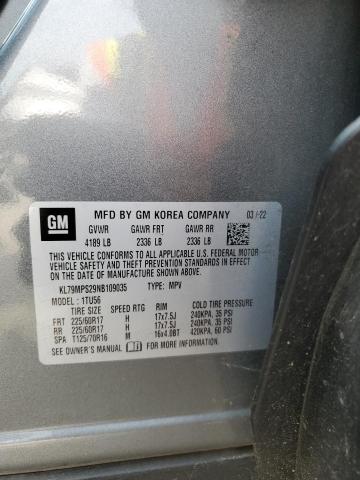 GM
MFD BY GM KOREA COMPANY 03/22
GVWR GAWR FRT GAWR RR
4189 LB 2336 LB 2336 LB
THIS VEHICLE CONFORMS TO ALL APPLICABLE U.S. FEDERAL MOTOR
VEHICLE SAFETY AND THEFT PREVENTION STANDARDS IN EFFECT
ON THE DATE OF MANUFACTURE SHOWN ABOVE.
KL79MPS29NB109035 TYPE: MPV
MODEL: 1TU56
TIRE SIZE SPEED RTG RIM COLD TIRE PRESSURE
FRT 225/60R17 H 17x7.5J 240KPA, 35 PSI
RR 225/60R17 H 17x7.5J 240KPA, 35 PSI
SPA T125/70R16 M 16x4.0BT 420KPA, 60 PSI
SEE OWNER'S MANUAL FOR ADDITIONAL INFORMATION.